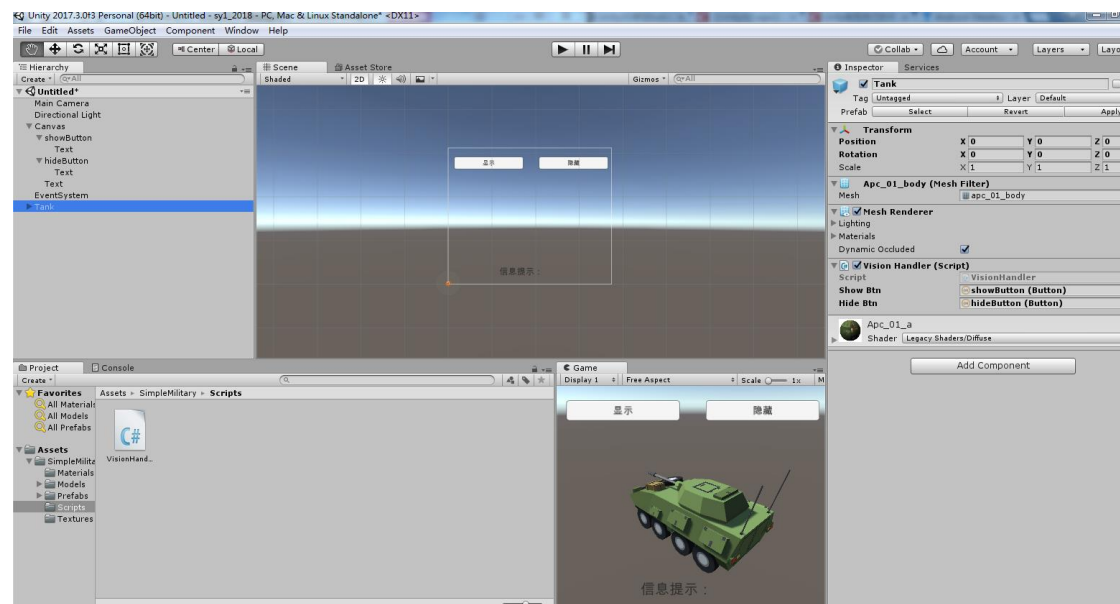 Unity 2017.3.0f3 Personal (64bit) - Untitled - sy1_2018 - PC, Mac & Linux Standalone* <DX11>
File Edit Assets GameObject Component Window Help
Center Local
Collab Account Layers Layo
Hierarchy
Create All
Untitled*
Main Camera
Directional Light
Canvas
showButton
Text
hideButton
Text
Text
EventSystem
Tank
Scene Asset Store
Shaded 2D Gizmos All
显示 隐藏
信息提示：
Inspector Services
Tank
Tag Untagged Layer Default
Prefab Select Revert Apply
Transform
Position X 0 Y 0 Z 0
Rotation X 0 Y 0 Z 0
Scale X 1 Y 1 Z 1
Apc_01_body (Mesh Filter)
Mesh apc_01_body
Mesh Renderer
Lighting
Materials
Dynamic Occluded
Vision Handler (Script)
Script VisionHandler
Show Btn showButton (Button)
Hide Btn hideButton (Button)
Apc_01_a
Shader Legacy Shaders/Diffuse
Add Component
Project Console
Create
Favorites
All Materials
All Models
All Prefabs
Assets
SimpleMilita
Materials
Models
Prefabs
Scripts
Textures
Assets SimpleMilitary Scripts
C#
VisionHand...
Game
Display 1 Free Aspect Scale 1x M
显示 隐藏
信息提示：